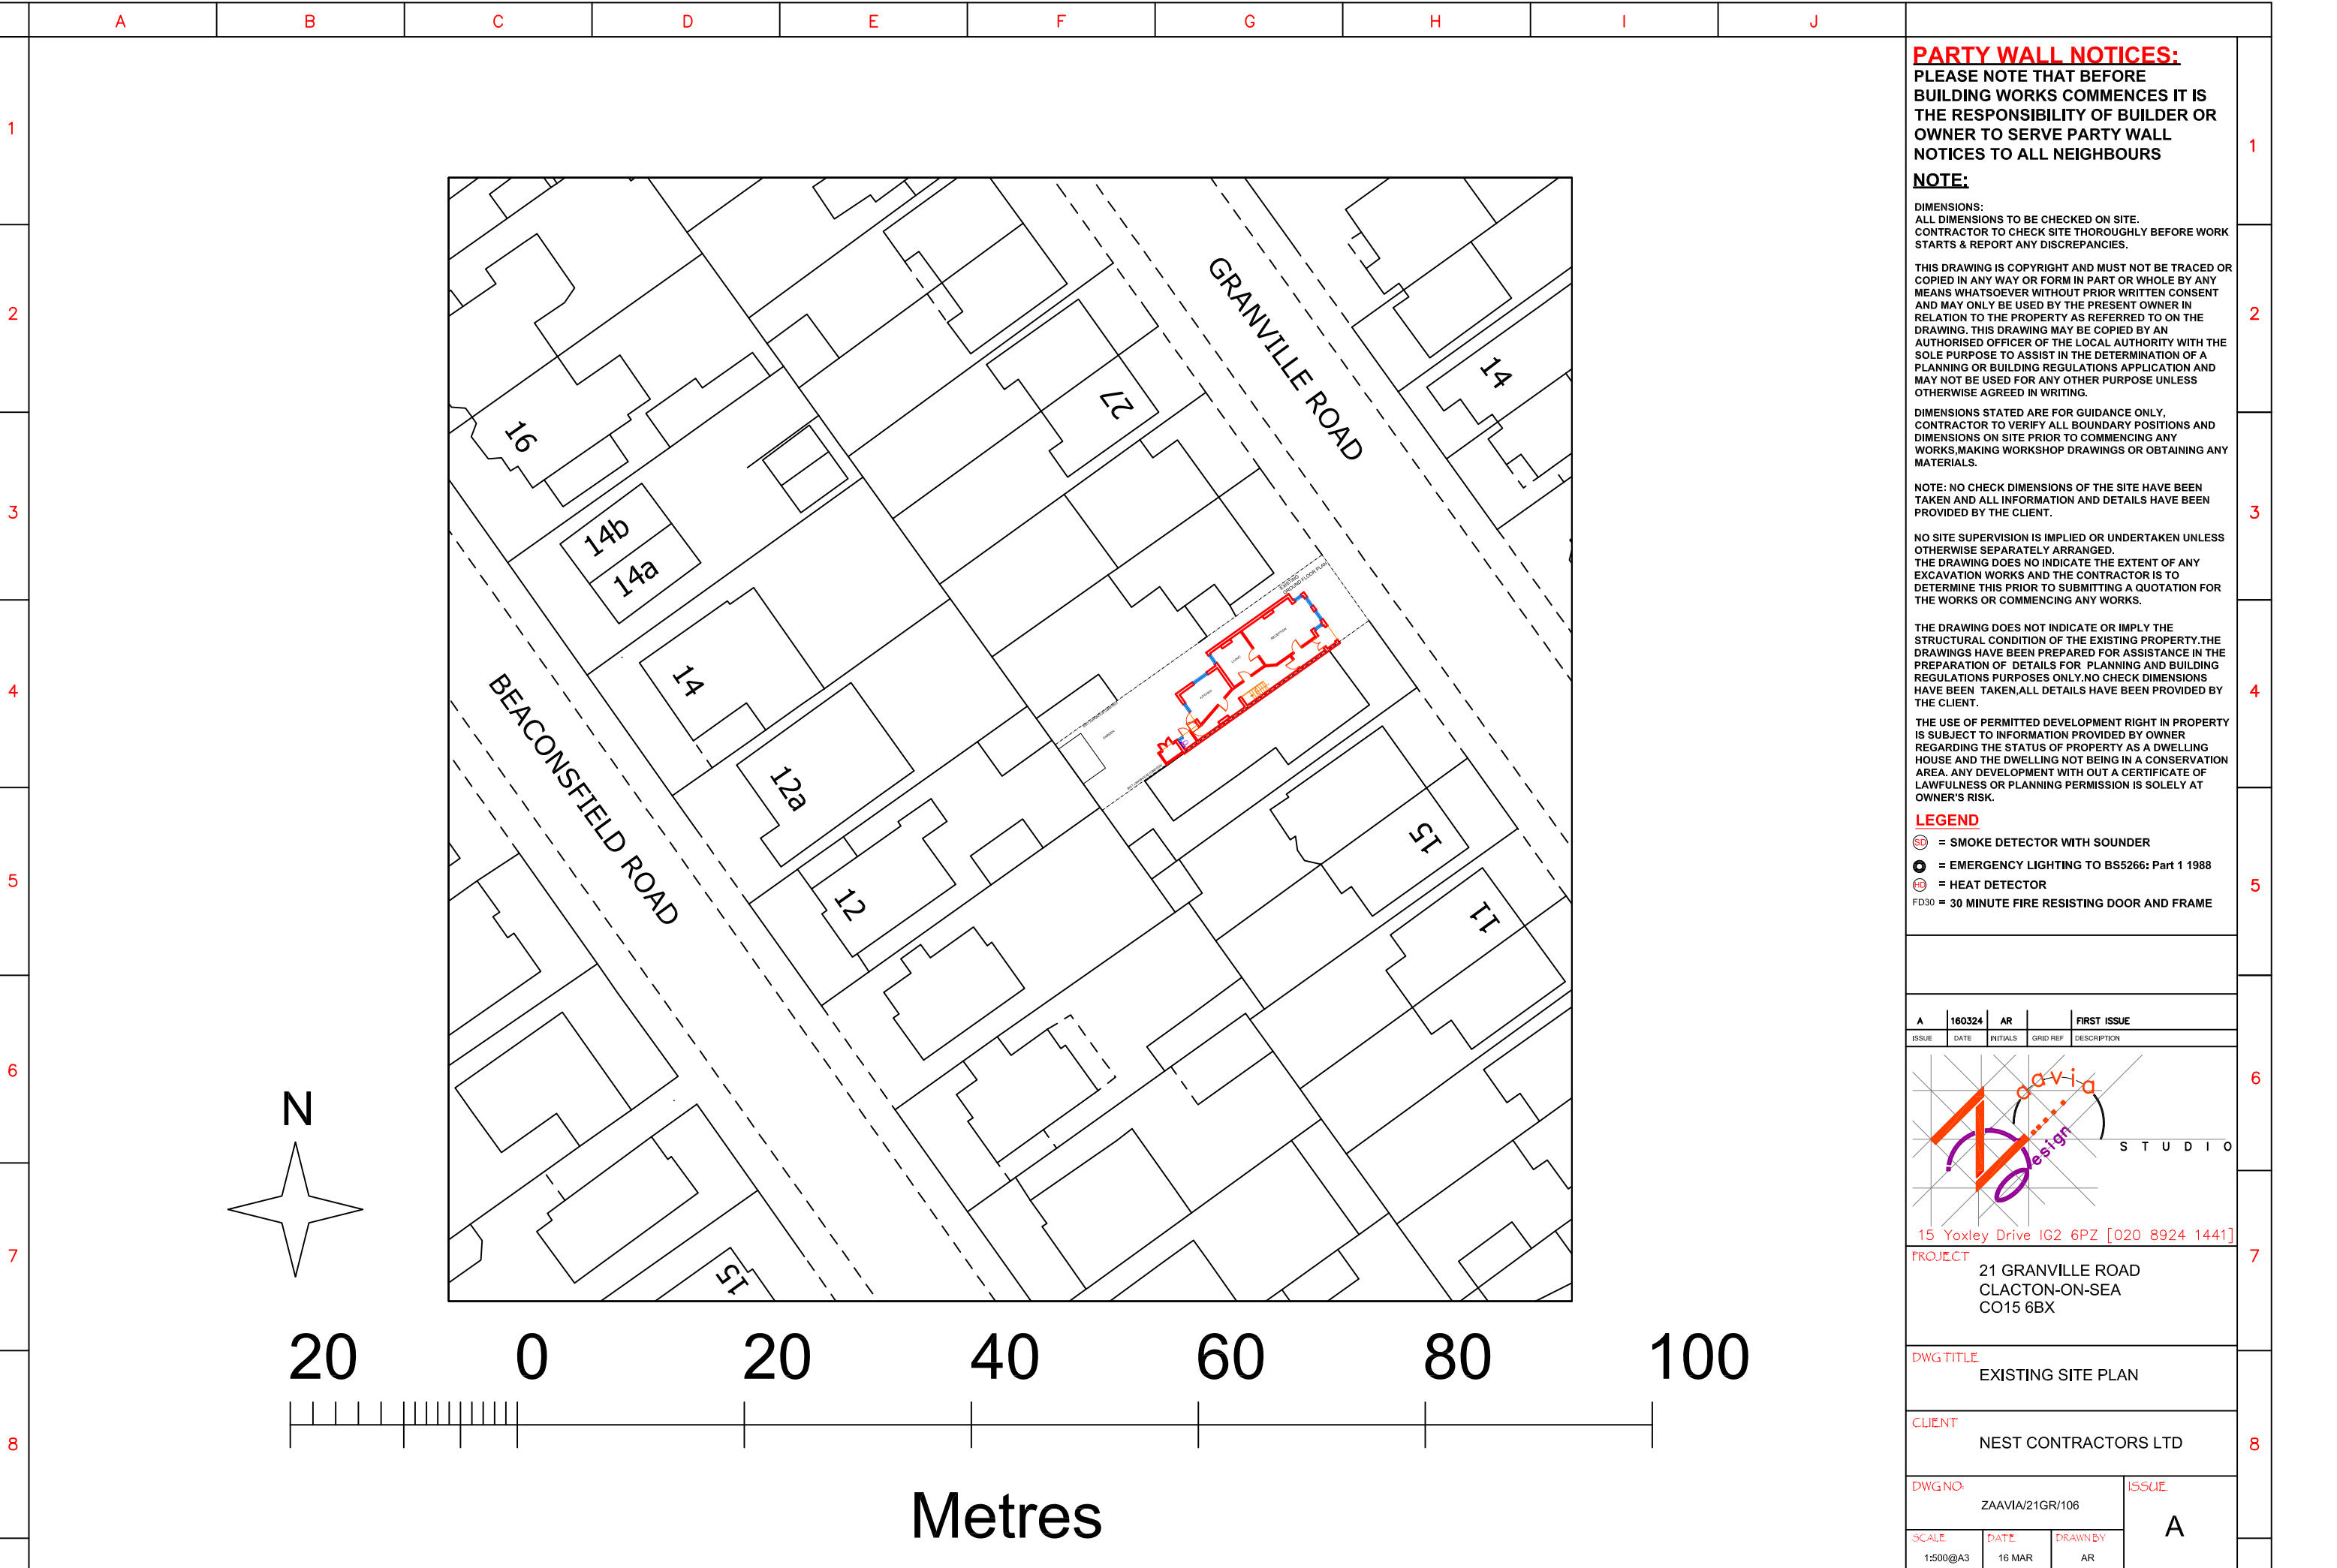 A B C D E F G H I J
1
2
3
4
5
6
7
8
1
2
3
4
5
6
7
8
GRANVILLE ROAD
BEACONSFIELD ROAD
16
14b
14a
14
12a
12
27
14
15
11
15
EXISTING
GROUND FLOOR PLAN
RECEPTION
LIVING
KITCHEN
GARDEN
N
20 0 20 40 60 80 100
Metres
PARTY WALL NOTICES:
PLEASE NOTE THAT BEFORE
BUILDING WORKS COMMENCES IT IS
THE RESPONSIBILITY OF BUILDER OR
OWNER TO SERVE PARTY WALL
NOTICES TO ALL NEIGHBOURS
NOTE:
DIMENSIONS:
ALL DIMENSIONS TO BE CHECKED ON SITE.
CONTRACTOR TO CHECK SITE THOROUGHLY BEFORE WORK
STARTS & REPORT ANY DISCREPANCIES.
THIS DRAWING IS COPYRIGHT AND MUST NOT BE TRACED OR
COPIED IN ANY WAY OR FORM IN PART OR WHOLE BY ANY
MEANS WHATSOEVER WITHOUT PRIOR WRITTEN CONSENT
AND MAY ONLY BE USED BY THE PRESENT OWNER IN
RELATION TO THE PROPERTY AS REFERRED TO ON THE
DRAWING. THIS DRAWING MAY BE COPIED BY AN
AUTHORISED OFFICER OF THE LOCAL AUTHORITY WITH THE
SOLE PURPOSE TO ASSIST IN THE DETERMINATION OF A
PLANNING OR BUILDING REGULATIONS APPLICATION AND
MAY NOT BE USED FOR ANY OTHER PURPOSE UNLESS
OTHERWISE AGREED IN WRITING.
DIMENSIONS STATED ARE FOR GUIDANCE ONLY,
CONTRACTOR TO VERIFY ALL BOUNDARY POSITIONS AND
DIMENSIONS ON SITE PRIOR TO COMMENCING ANY
WORKS,MAKING WORKSHOP DRAWINGS OR OBTAINING ANY
MATERIALS.
NOTE: NO CHECK DIMENSIONS OF THE SITE HAVE BEEN
TAKEN AND ALL INFORMATION AND DETAILS HAVE BEEN
PROVIDED BY THE CLIENT.
NO SITE SUPERVISION IS IMPLIED OR UNDERTAKEN UNLESS
OTHERWISE SEPARATELY ARRANGED.
THE DRAWING DOES NO INDICATE THE EXTENT OF ANY
EXCAVATION WORKS AND THE CONTRACTOR IS TO
DETERMINE THIS PRIOR TO SUBMITTING A QUOTATION FOR
THE WORKS OR COMMENCING ANY WORKS.
THE DRAWING DOES NOT INDICATE OR IMPLY THE
STRUCTURAL CONDITION OF THE EXISTING PROPERTY.THE
DRAWINGS HAVE BEEN PREPARED FOR ASSISTANCE IN THE
PREPARATION OF DETAILS FOR PLANNING AND BUILDING
REGULATIONS PURPOSES ONLY.NO CHECK DIMENSIONS
HAVE BEEN TAKEN,ALL DETAILS HAVE BEEN PROVIDED BY
THE CLIENT.
THE USE OF PERMITTED DEVELOPMENT RIGHT IN PROPERTY
IS SUBJECT TO INFORMATION PROVIDED BY OWNER
REGARDING THE STATUS OF PROPERTY AS A DWELLING
HOUSE AND THE DWELLING NOT BEING IN A CONSERVATION
AREA. ANY DEVELOPMENT WITH OUT A CERTIFICATE OF
LAWFULNESS OR PLANNING PERMISSION IS SOLELY AT
OWNER'S RISK.
LEGEND
SD = SMOKE DETECTOR WITH SOUNDER
= EMERGENCY LIGHTING TO BS5266: Part 1 1988
HD = HEAT DETECTOR
FD30 = 30 MINUTE FIRE RESISTING DOOR AND FRAME
A 160324 AR FIRST ISSUE
ISSUE DATE INITIALS GRID REF DESCRIPTION
Zaavia
Design
STUDIO
15 Yoxley Drive IG2 6PZ [020 8924 1441]
PROJECT
21 GRANVILLE ROAD
CLACTON-ON-SEA
CO15 6BX
DWG TITLE
EXISTING SITE PLAN
CLIENT
NEST CONTRACTORS LTD
DWG NO:
ZAAVIA/21GR/106
ISSUE
A
SCALE DATE DRAWN BY
1:500@A3 16 MAR AR